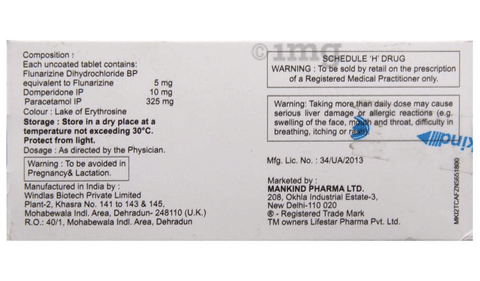 Composition :
Each uncoated tablet contains:
Flunarizine Dihydrochloride BP
equivalent to Flunarizine 5 mg
Domperidone IP 10 mg
Paracetamol IP 325 mg
Colour : Lake of Erythrosine
Storage : Store in a dry place at a
temperature not exceeding 30°C.
Protect from light.
Dosage : As directed by the Physician.
Warning : To be avoided in
Pregnancy& Lactation.
Manufactured in India by :
Windlas Biotech Private Limited
Plant-2, Khasra No. 141 to 143 & 145,
Mohabewala Indl. Area, Dehradun- 248110 (U.K.)
R.O.: 40/1, Mohabewala Indl. Area, Dehradun
1mg
SCHEDULE 'H' DRUG
WARNING : To be sold by retail on the prescription
of a Registered Medical Practitioner only.
Warning: Taking more than daily dose may cause
serious liver damage or allergic reactions (e.g.
swelling of the face, mouth and throat, difficulty in
breathing, itching or rash).
Mfg. Lic. No. : 34/UA/2013
Marketed by :
MANKIND PHARMA LTD.
208, Okhla Industrial Estate-3,
New Delhi-110 020
® - Registered Trade Mark
TM owners Lifestar Pharma Pvt. Ltd.